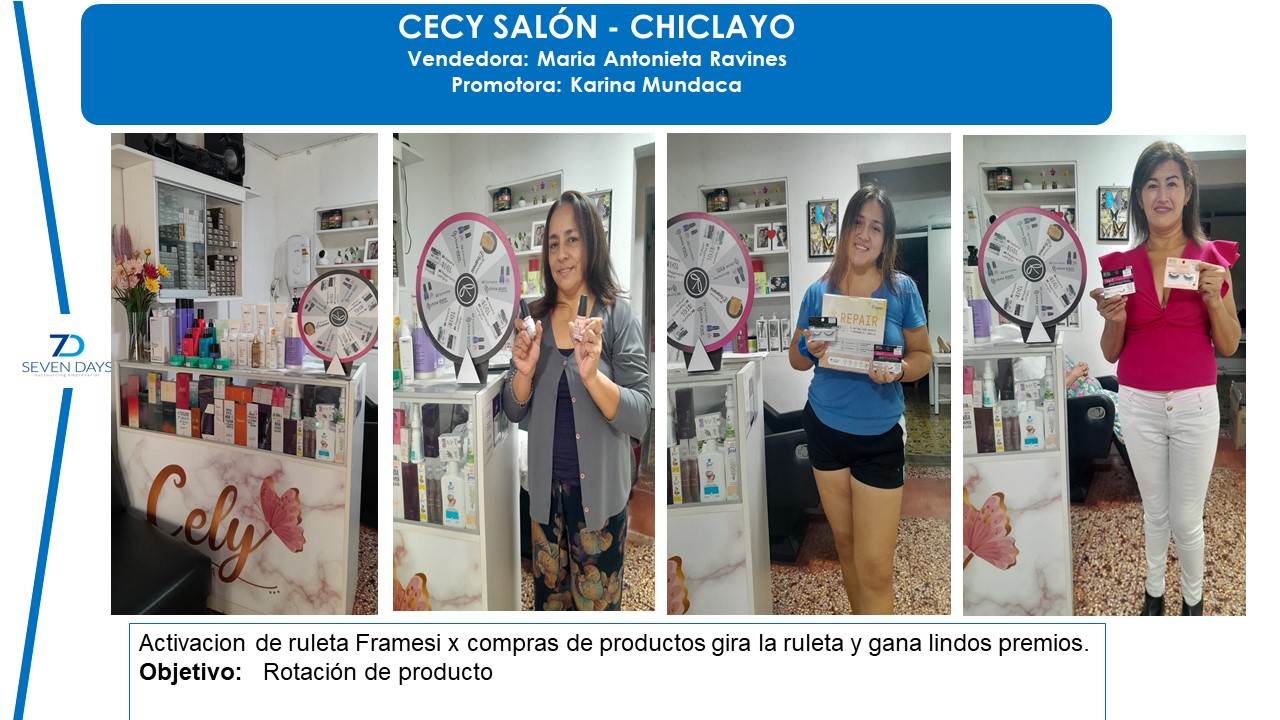 CECY SALÓN - CHICLAYO
Vendedora: Maria Antonieta Ravines
Promotora: Karina Mundaca
7D
SEVEN DAYS
Cely
REPAIR
Activacion de ruleta Framesi x compras de productos gira la ruleta y gana lindos premios.
Objetivo: Rotación de producto